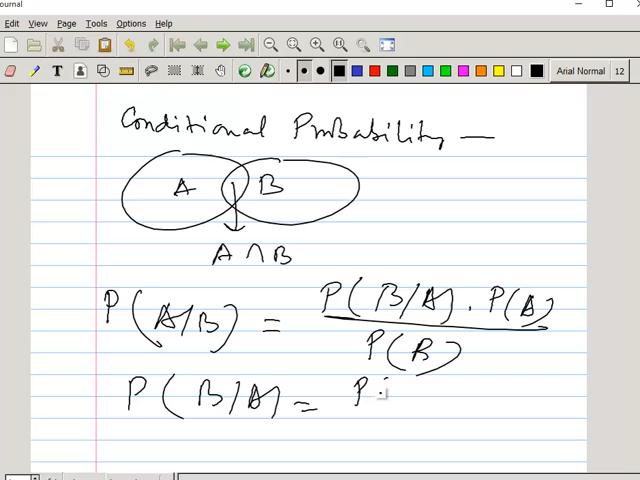 Journal
Edit View Page Tools Options Help
T Arial Normal 12
Conditional Probability —
A B
A ∩ B
P(A/B) = P(B/A) . P(A)
P(B)
P(B/A) = P